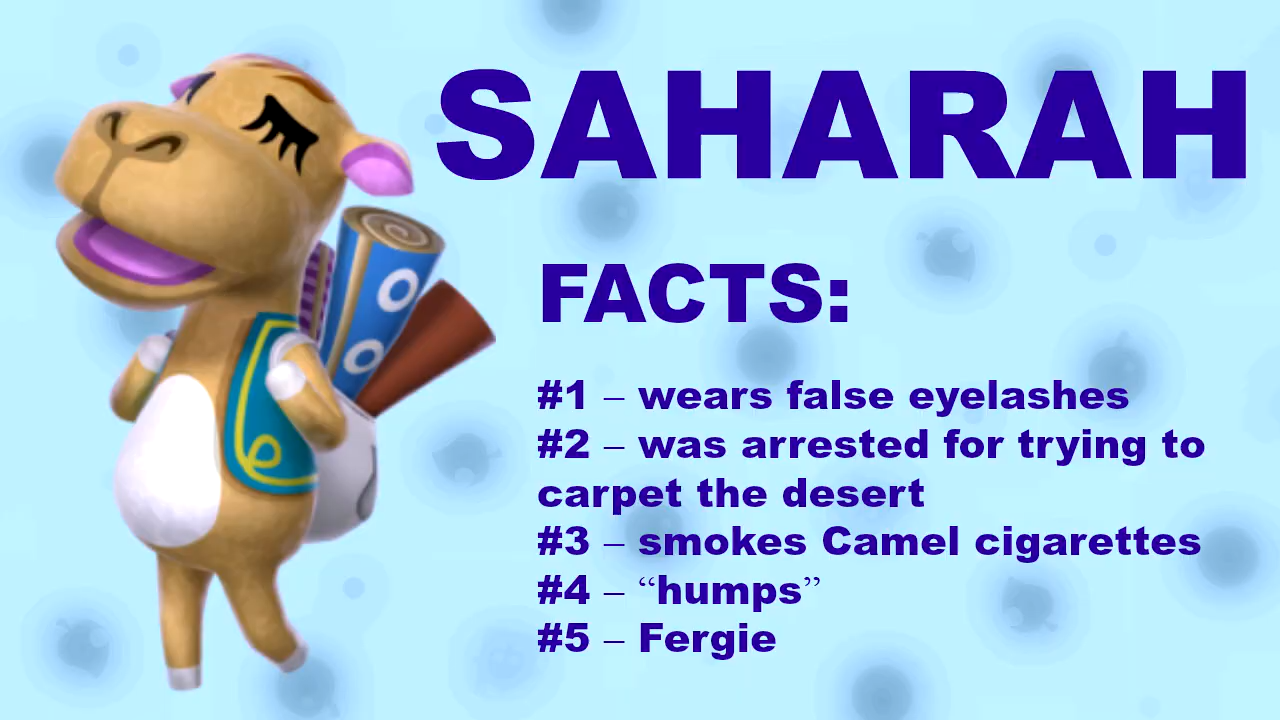 SAHARAH
FACTS:
#1 – wears false eyelashes
#2 – was arrested for trying to
carpet the desert
#3 – smokes Camel cigarettes
#4 – “humps”
#5 – Fergie